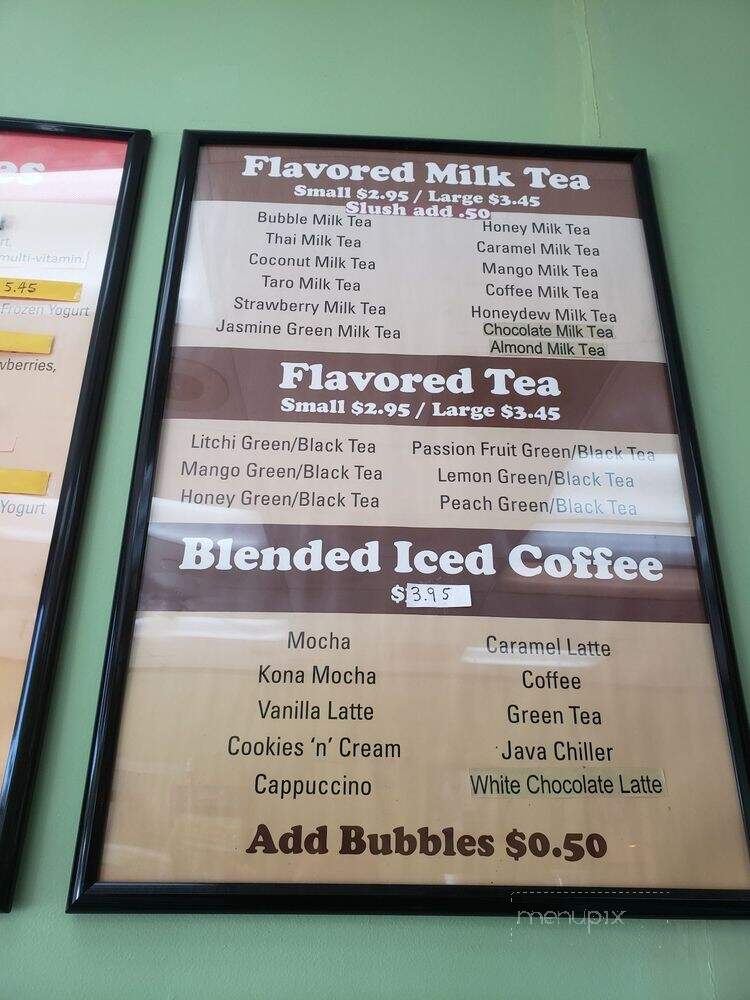 es
rt,
multi-vitamin.
5.45
Frozen Yogurt
wberries,
Yogurt
Flavored Milk Tea
Small $2.95 / Large $3.45
Slush add .50
Bubble Milk Tea
Thai Milk Tea
Coconut Milk Tea
Taro Milk Tea
Strawberry Milk Tea
Jasmine Green Milk Tea
Honey Milk Tea
Caramel Milk Tea
Mango Milk Tea
Coffee Milk Tea
Honeydew Milk Tea
Chocolate Milk Tea
Almond Milk Tea
Flavored Tea
Small $2.95 / Large $3.45
Litchi Green/Black Tea
Mango Green/Black Tea
Honey Green/Black Tea
Passion Fruit Green/Black Tea
Lemon Green/Black Tea
Peach Green/Black Tea
Blended Iced Coffee
$3.95
Mocha
Kona Mocha
Vanilla Latte
Cookies 'n' Cream
Cappuccino
Caramel Latte
Coffee
Green Tea
Java Chiller
White Chocolate Latte
Add Bubbles $0.50
menupix